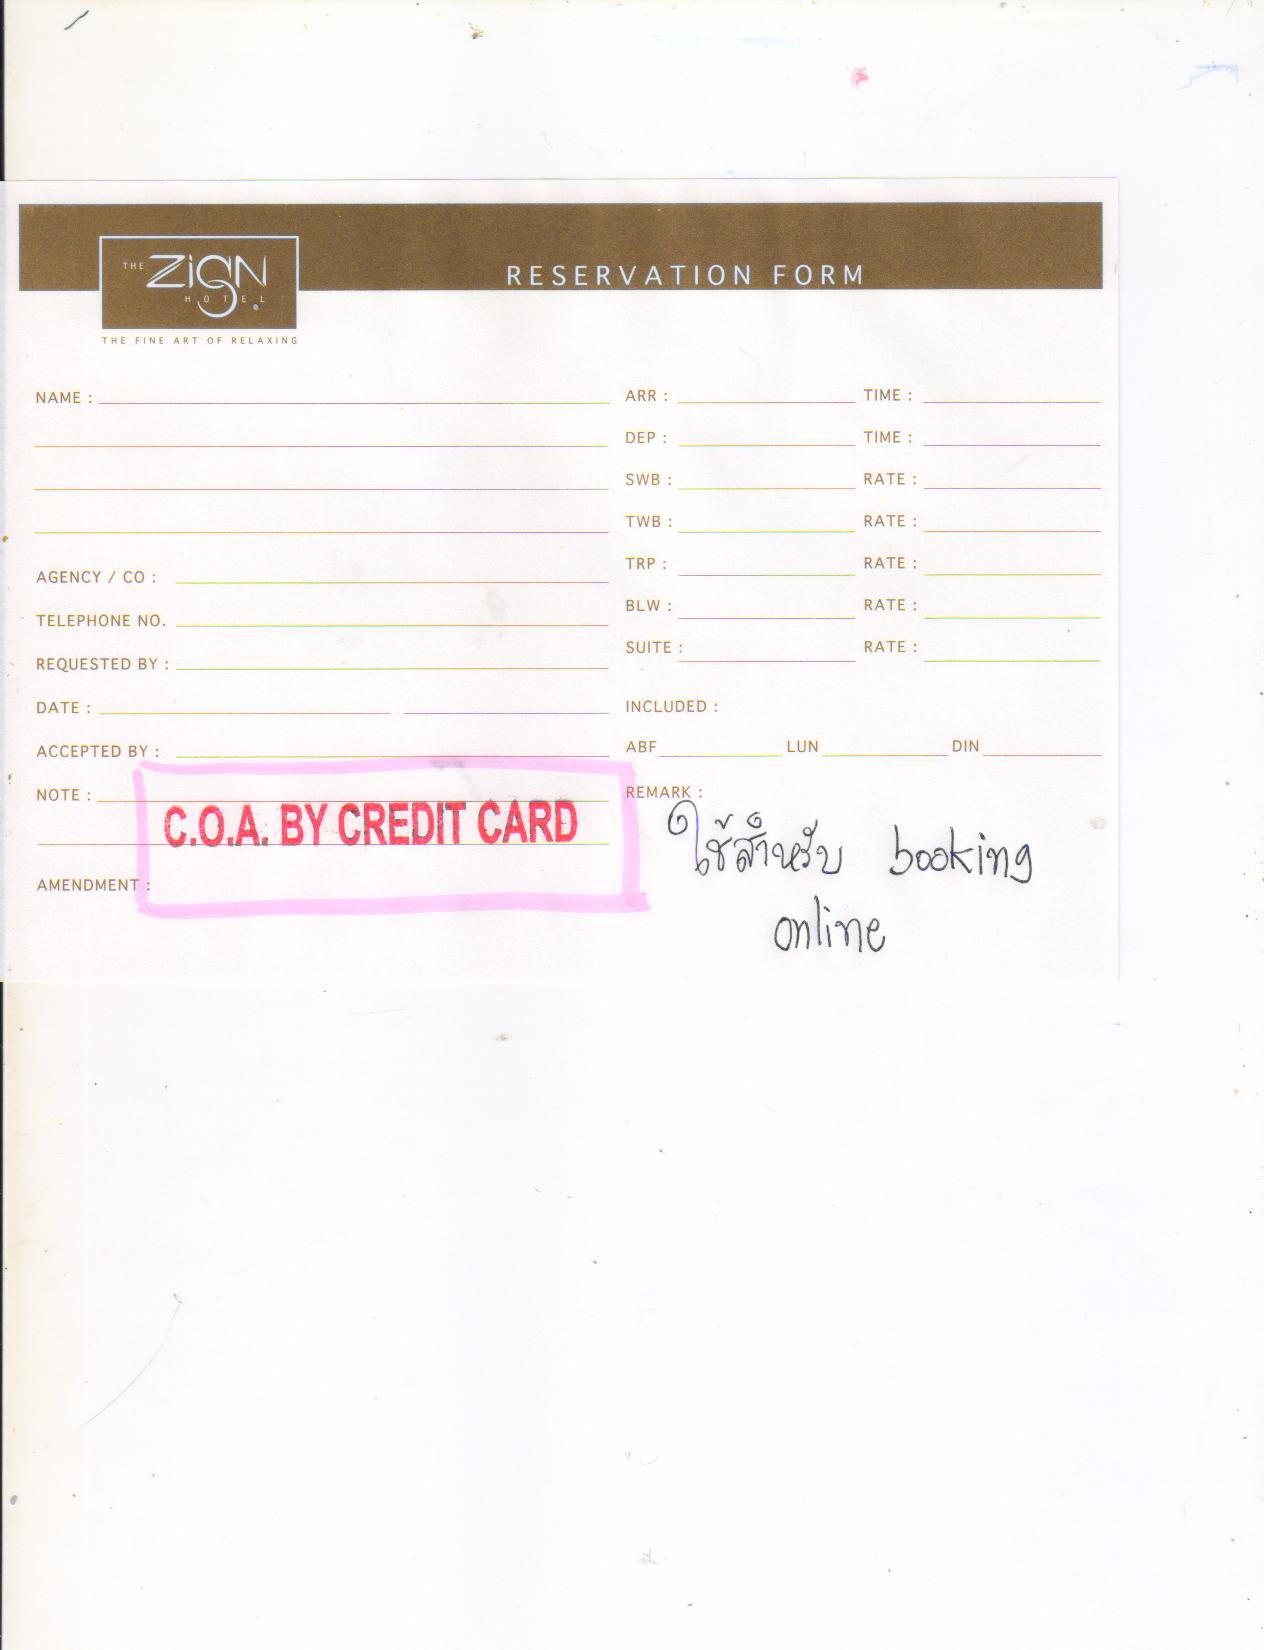 THE Zign
HOTEL
THE FINE ART OF RELAXING
RESERVATION FORM
NAME :
ARR : TIME :
DEP : TIME :
SWB : RATE :
TWB : RATE :
TRP : RATE :
BLW : RATE :
SUITE : RATE :
AGENCY / CO :
TELEPHONE NO.
REQUESTED BY :
DATE :
ACCEPTED BY :
INCLUDED :
ABF LUN DIN
NOTE :
C.O.A. BY CREDIT CARD
AMENDMENT :
REMARK :
ใช้สำหรับ booking
online